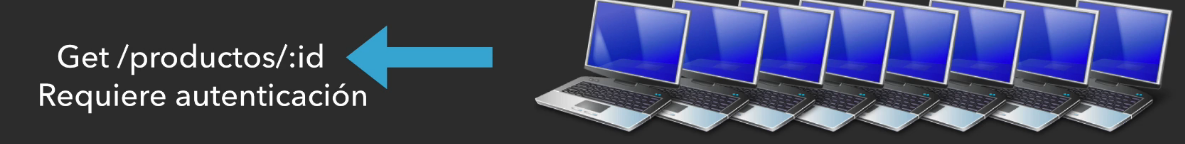 Get /productos/:id
Requiere autenticación